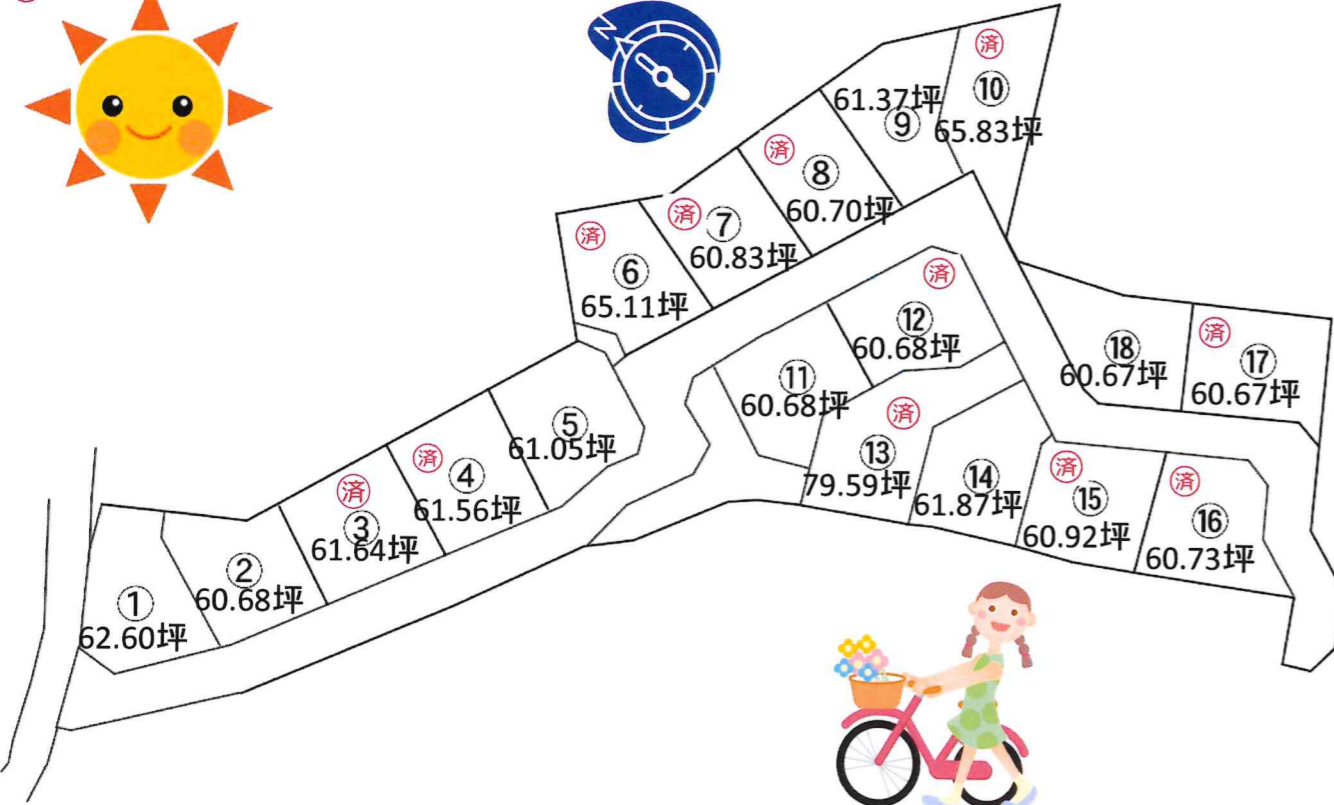 N
①
62.60坪
②
60.68坪
済
③
61.64坪
済
④
61.56坪
⑤
61.05坪
済
⑥
65.11坪
済
⑦
60.83坪
済
⑧
60.70坪
61.37坪
⑨
済
⑩
65.83坪
⑪
60.68坪
済
⑫
60.68坪
済
⑬
79.59坪
⑭
61.87坪
済
⑮
60.92坪
済
⑯
60.73坪
済
⑰
60.67坪
⑱
60.67坪